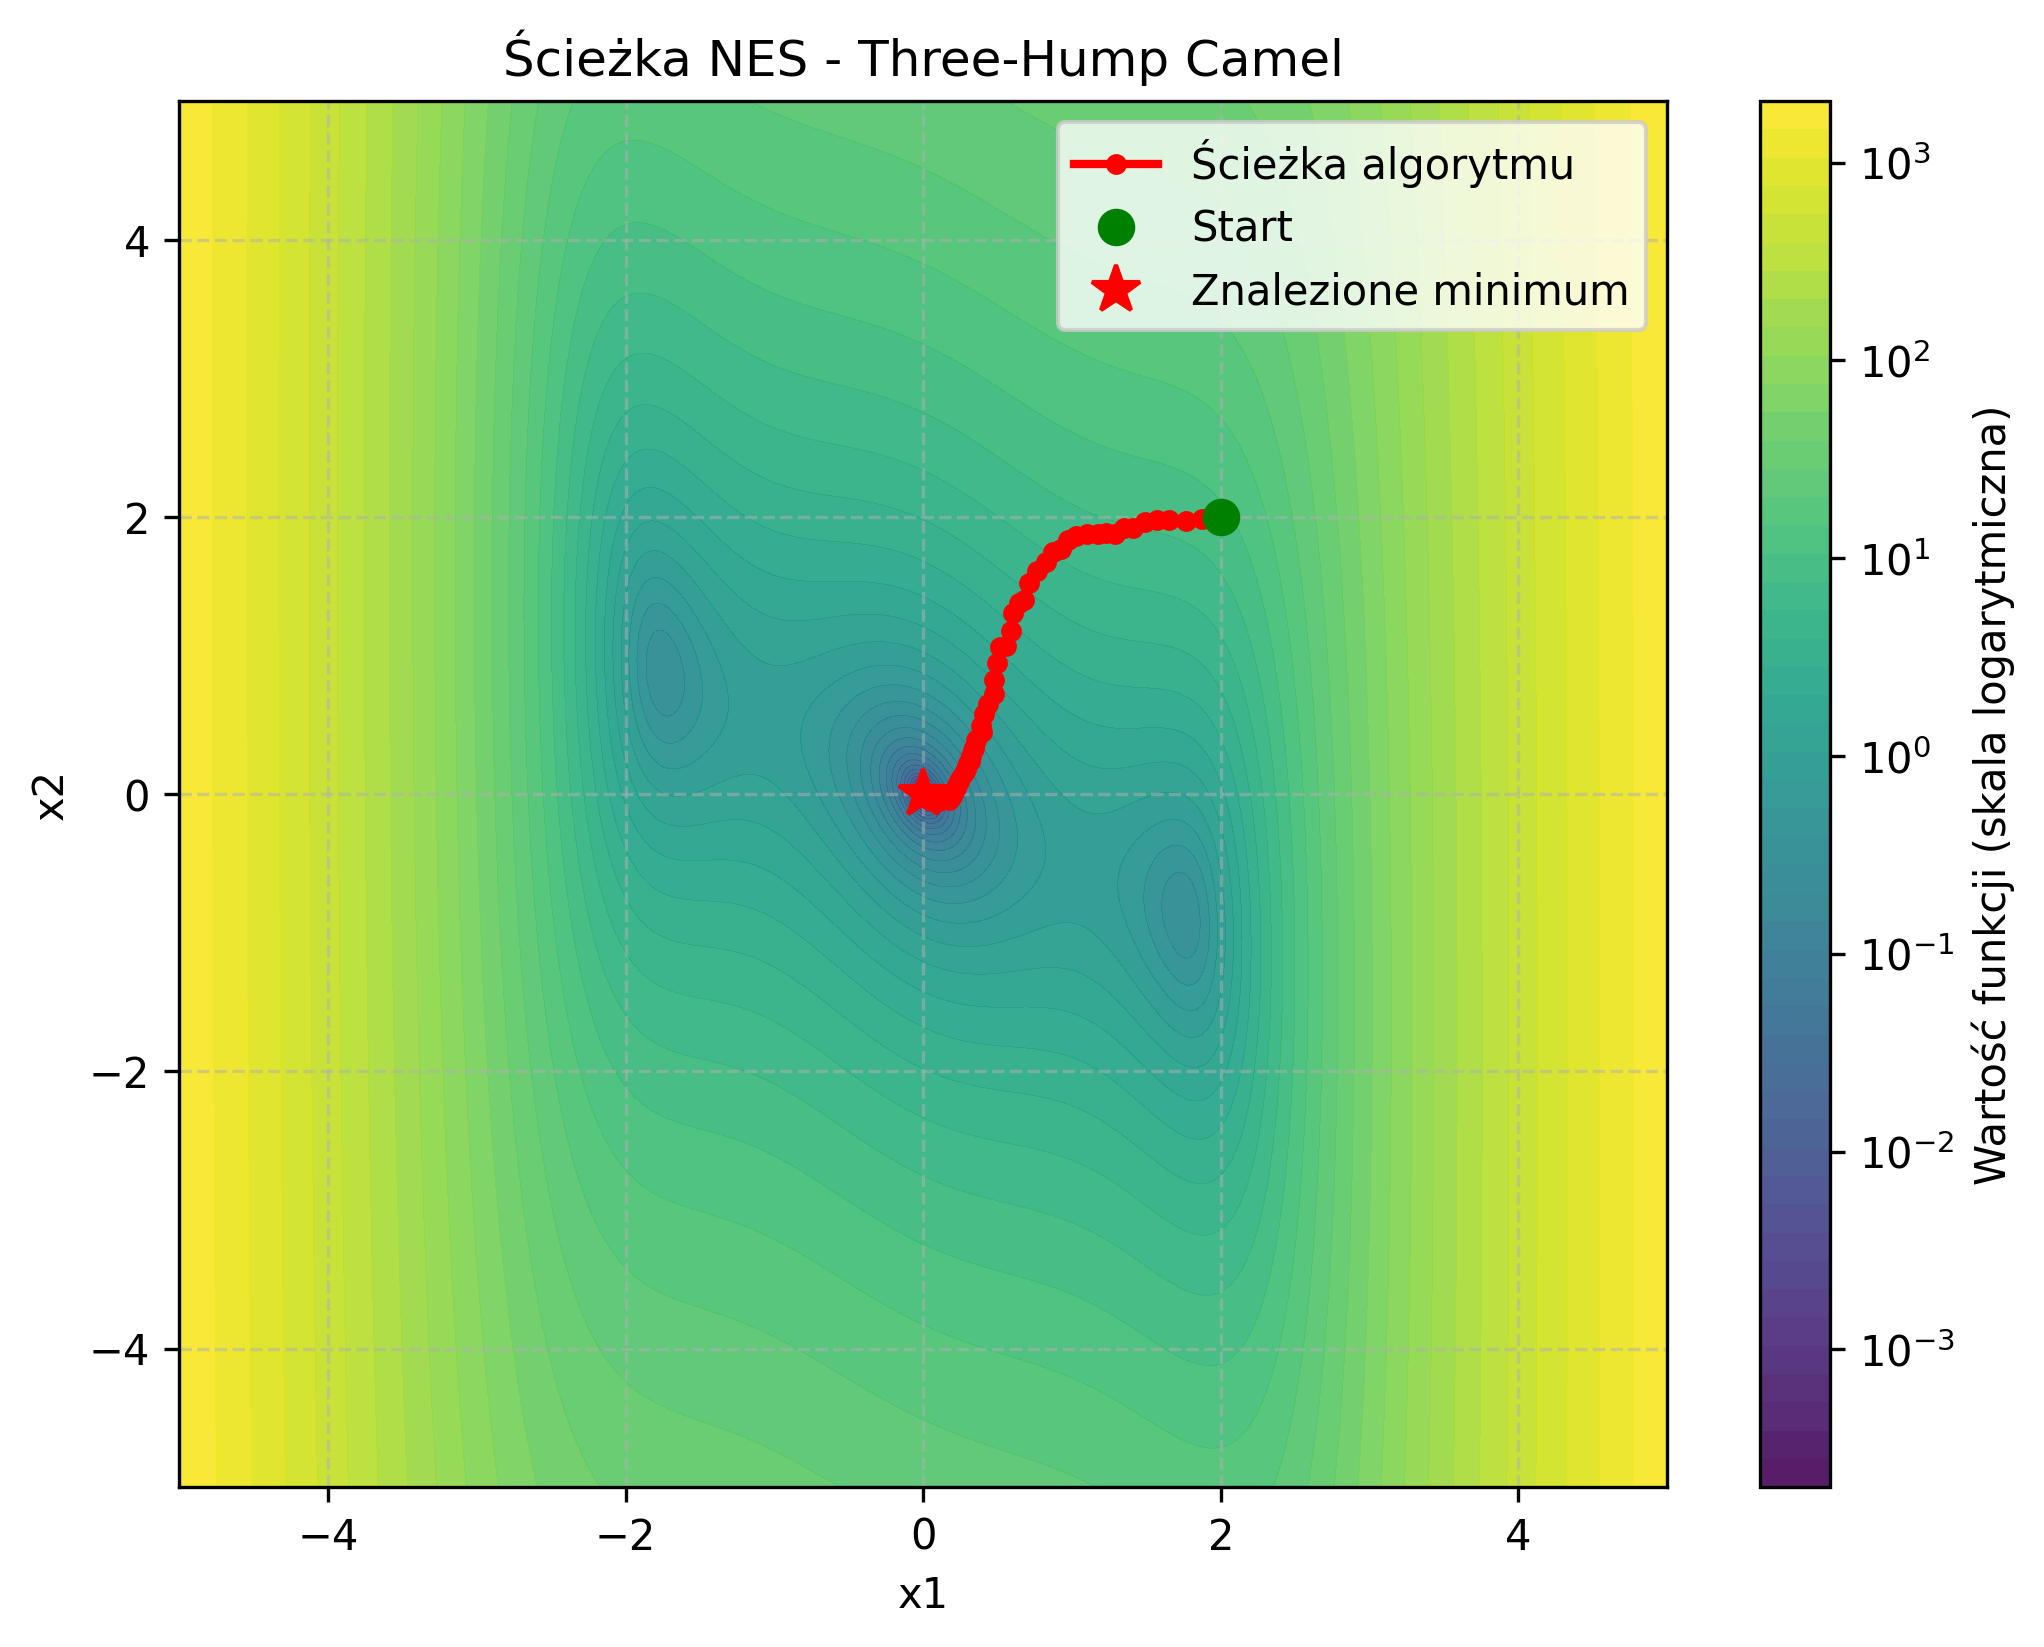 Ścieżka NES - Three-Hump Camel
Ścieżka algorytmu
Start
Znalezione minimum
4
2
0
−2
−4
x2
−4
−2
0
2
4
x1
10³
10²
10¹
10⁰
10⁻¹
10⁻²
10⁻³
Wartość funkcji (skala logarytmiczna)